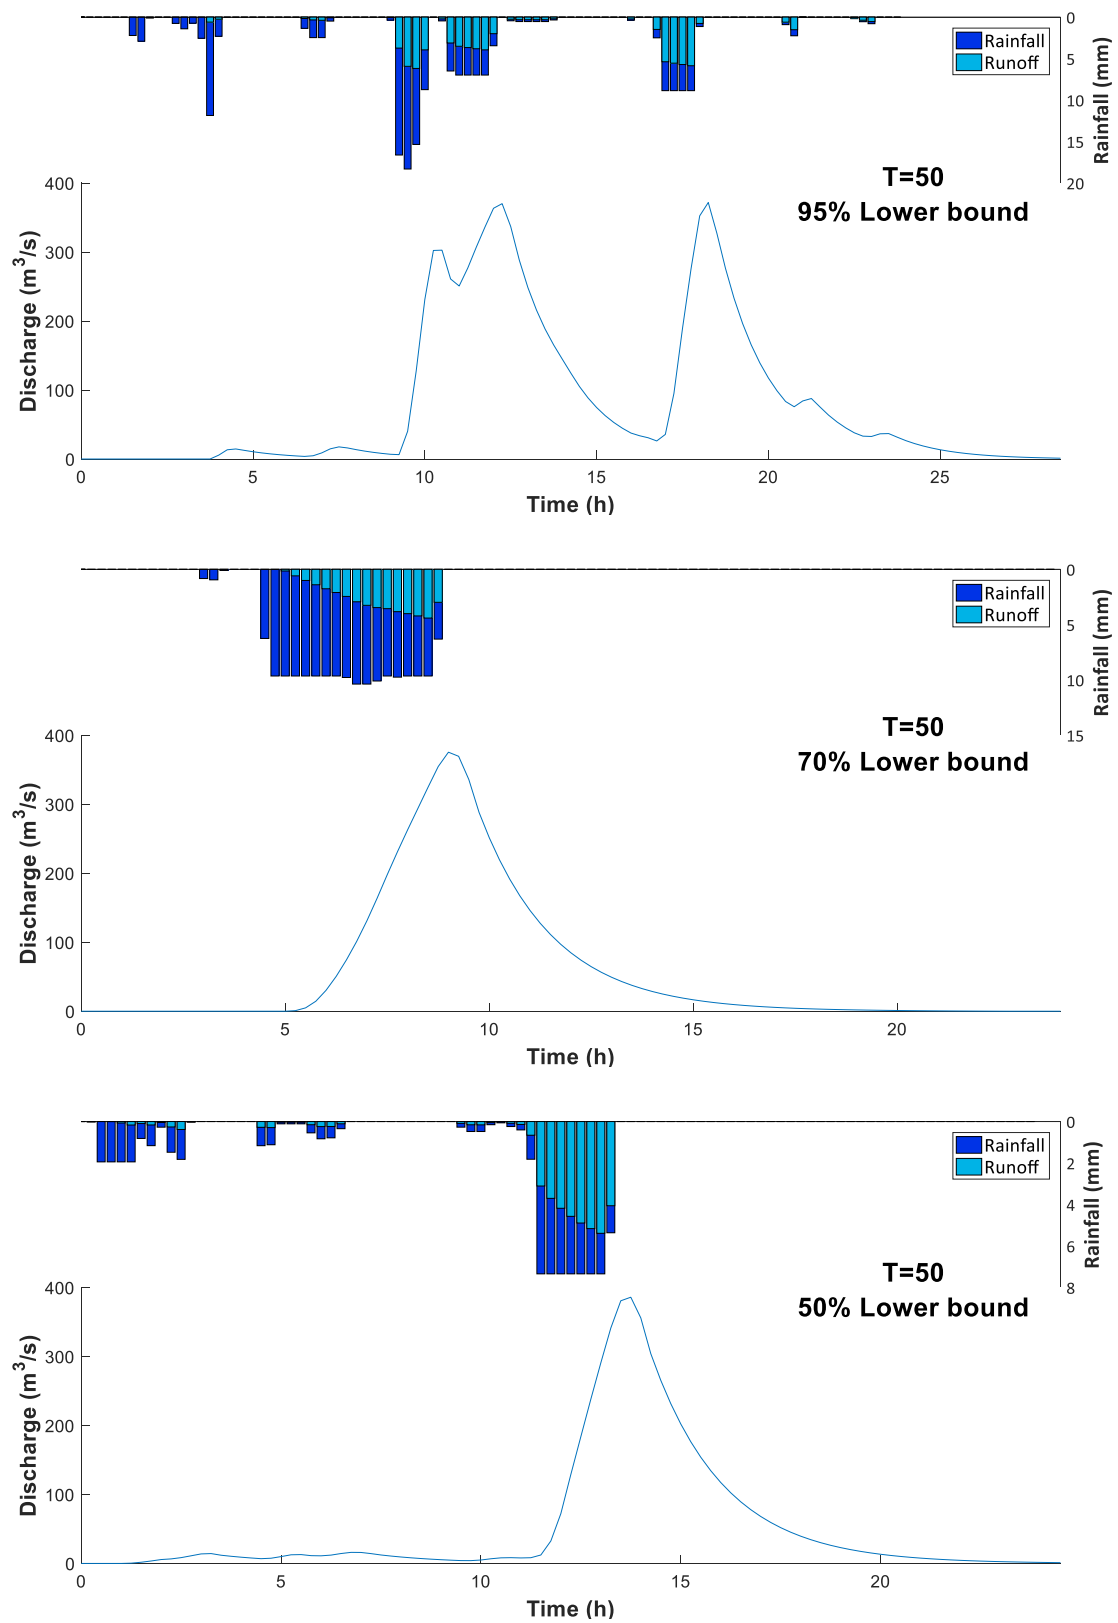 0
Rainfall
Runoff
5
10
15
20
Rainfall (mm)
T=50
95% Lower bound
400
300
200
100
0
Discharge (m³/s)
0 5 10 15 20 25
Time (h)
0
Rainfall
Runoff
5
10
15
Rainfall (mm)
T=50
70% Lower bound
400
300
200
100
0
Discharge (m³/s)
0 5 10 15 20
Time (h)
0
Rainfall
Runoff
2
4
6
8
Rainfall (mm)
T=50
50% Lower bound
400
300
200
100
0
Discharge (m³/s)
0 5 10 15 20
Time (h)